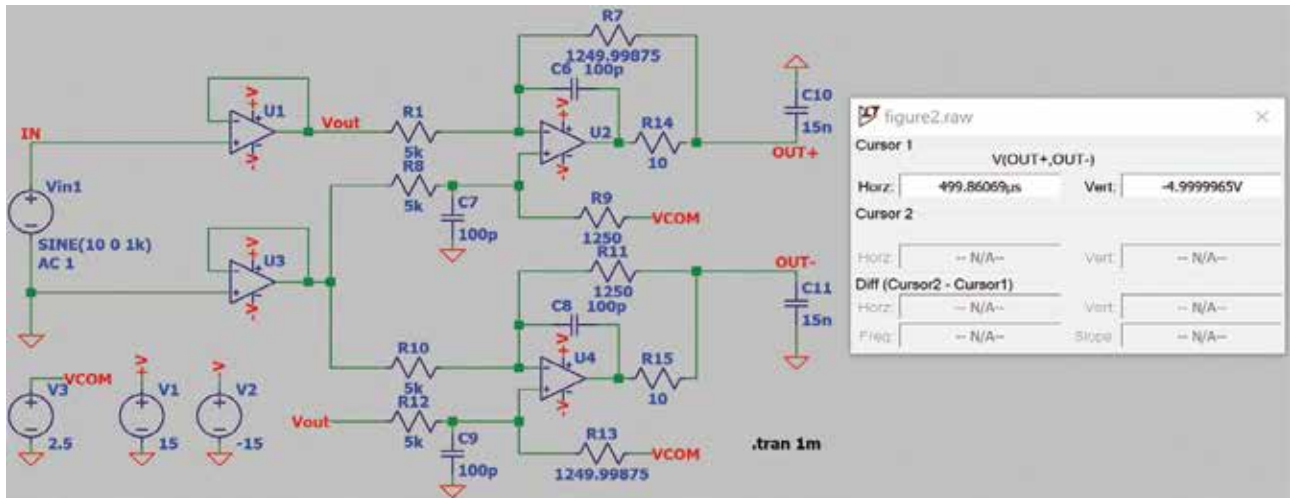 R7
1249.99875
C6
100p
+V
U1
IN
-V
Vout
R1
5k
+V
U2
R14
10
-V
C10
15n
OUT+
R8
5k
C7
100p
R9
1250
VCOM
Vin1
SINE(10 0 1k)
AC 1
+V
U3
-V
R11
1250
OUT-
C11
15n
C8
100p
R10
5k
+V
U4
R15
10
-V
Vout
R12
5k
C9
100p
R13
1249.99875
VCOM
.tran 1m
VCOM
V3
2.5
+V
V1
15
-V
V2
-15
figure2.raw
Cursor 1
V(OUT+,OUT-)
Horz: 499.86069µs Vert: -4.9999965V
Cursor 2
Horz: -- N/A-- Vert: -- N/A--
Diff (Cursor2 - Cursor1)
Horz: -- N/A-- Vert: -- N/A--
Freq: -- N/A-- Slope: -- N/A--